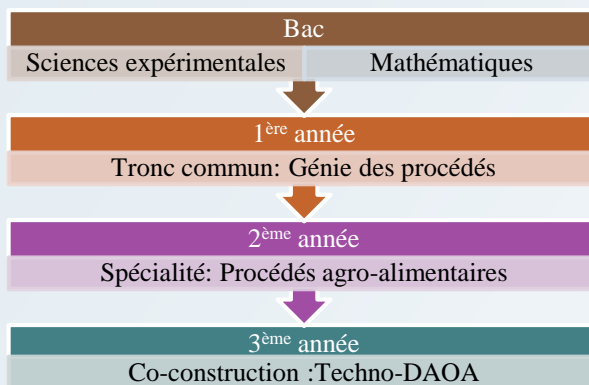 Bac
Sciences expérimentales Mathématiques
1ère année
Tronc commun: Génie des procédés
2ème année
Spécialité: Procédés agro-alimentaires
3ème année
Co-construction :Techno-DAOA